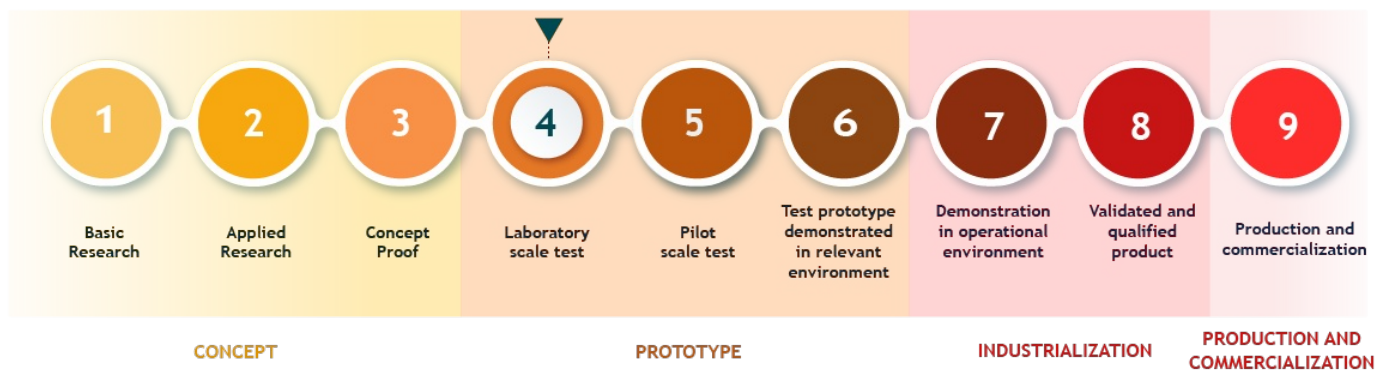 1
2
3
4
5
6
7
8
9
Basic
Research
Applied
Research
Concept
Proof
Laboratory
scale test
Pilot
scale test
Test prototype
demonstrated
in relevant
environment
Demonstration
in operational
environment
Validated and
qualified
product
Production and
commercialization
CONCEPT
PROTOTYPE
INDUSTRIALIZATION
PRODUCTION AND
COMMERCIALIZATION